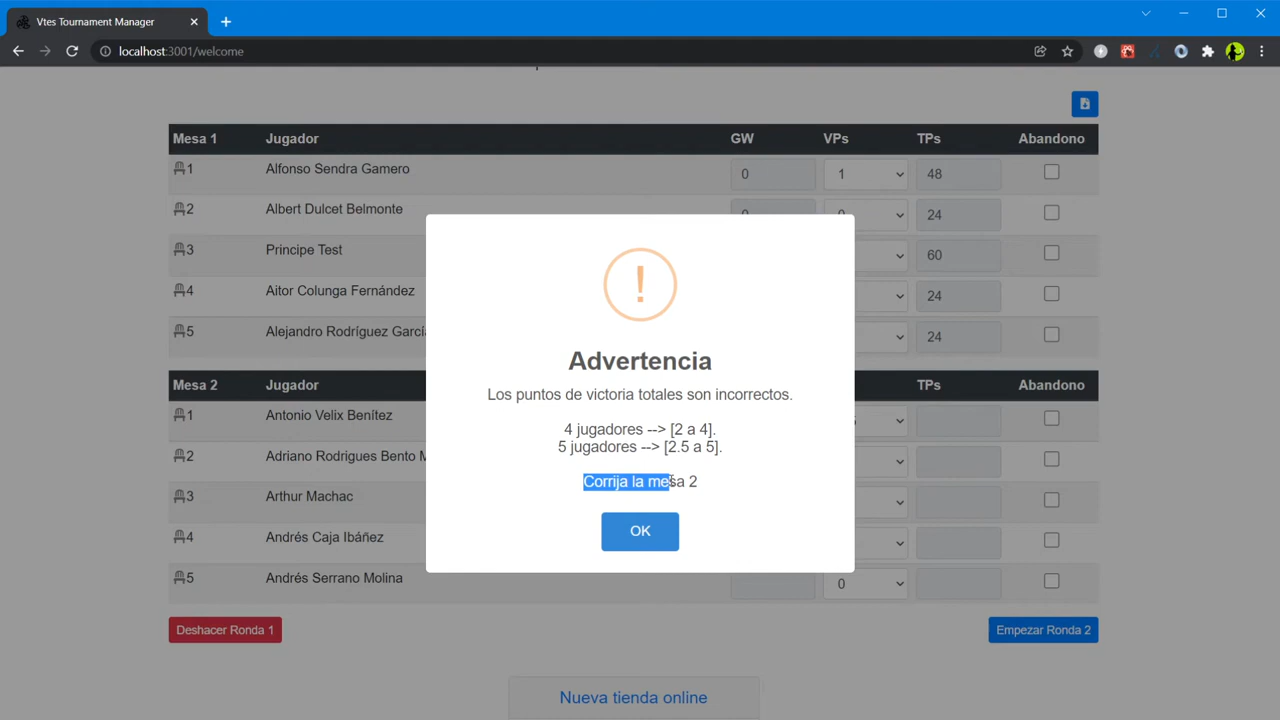 Vtes Tournament Manager
localhost:3001/welcome
Mesa 1 Jugador GW VPs TPs Abandono
1 Alfonso Sendra Gamero 0 1 48
2 Albert Dulcet Belmonte 24
3 Principe Test 60
4 Aitor Colunga Fernández 24
5 Alejandro Rodríguez García 24
Mesa 2 Jugador TPs Abandono
1 Antonio Velix Benítez
2 Adriano Rodrigues Bento
3 Arthur Machac
4 Andrés Caja Ibáñez
5 Andrés Serrano Molina 0
Advertencia
Los puntos de victoria totales son incorrectos.
4 jugadores --> [2 a 4].
5 jugadores --> [2.5 a 5].
Corrija la mesa 2
OK
Deshacer Ronda 1
Empezar Ronda 2
Nueva tienda online